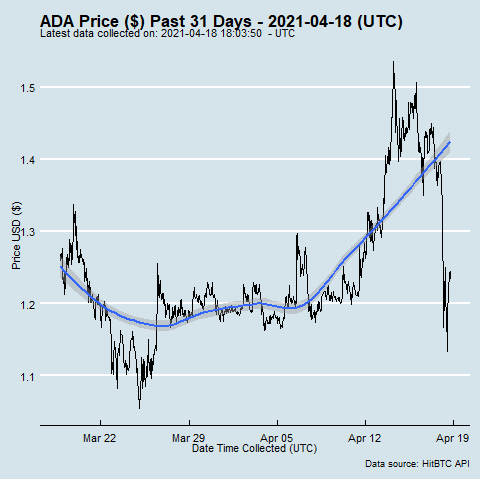 ADA Price ($) Past 31 Days - 2021-04-18 (UTC)
Latest data collected on: 2021-04-18 18:03:50 - UTC
1.5
1.4
1.3
1.2
1.1
Price USD ($)
Mar 22 Mar 29 Apr 05 Apr 12 Apr 19
Date Time Collected (UTC)
Data source: HitBTC API